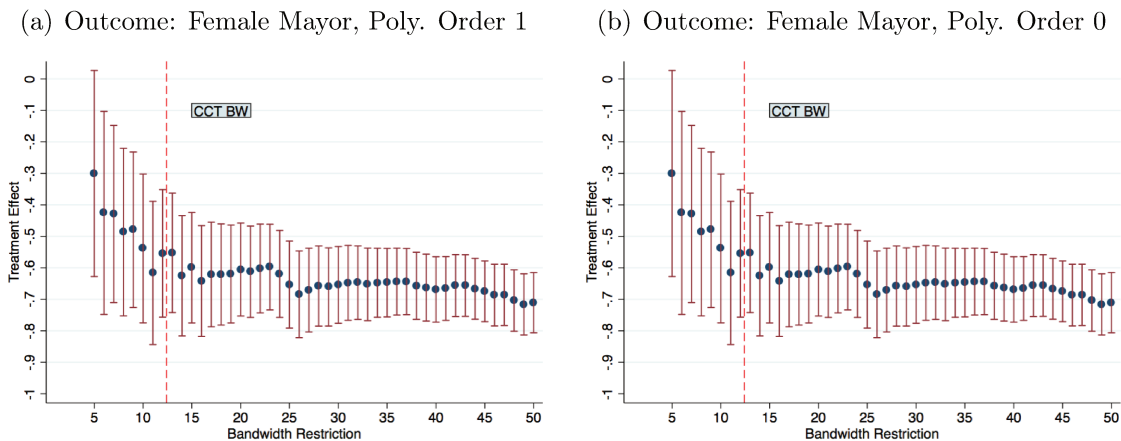 (a) Outcome: Female Mayor, Poly. Order 1
0
-.1
-.2
-.3
-.4
-.5
-.6
-.7
-.8
-.9
-1
Treatment Effect
CCT BW
5 10 15 20 25 30 35 40 45 50
Bandwidth Restriction
(b) Outcome: Female Mayor, Poly. Order 0
0
-.1
-.2
-.3
-.4
-.5
-.6
-.7
-.8
-.9
-1
Treatment Effect
CCT BW
5 10 15 20 25 30 35 40 45 50
Bandwidth Restriction